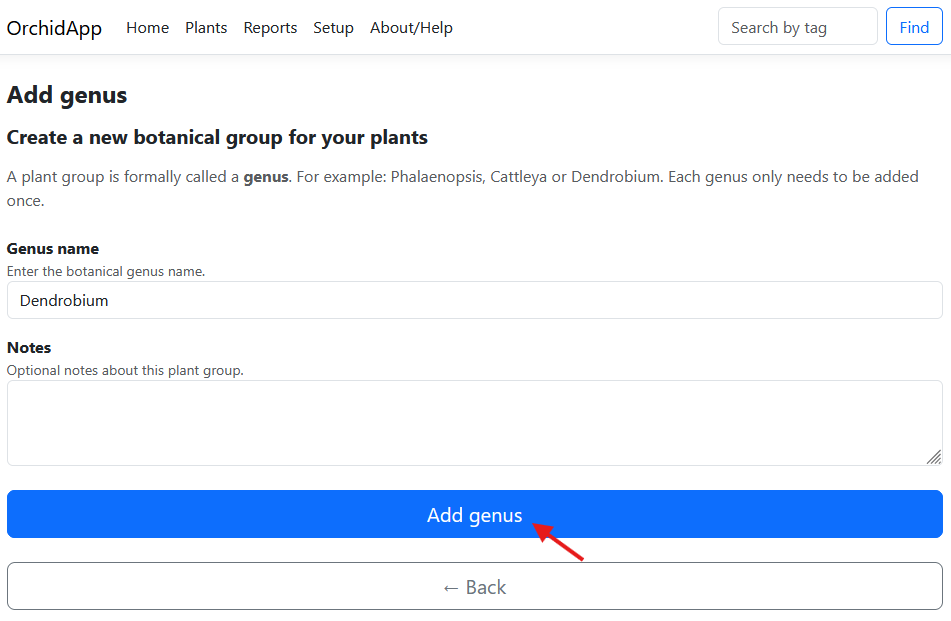 OrchidApp Home Plants Reports Setup About/Help Search by tag Find
Add genus
Create a new botanical group for your plants
A plant group is formally called a genus. For example: Phalaenopsis, Cattleya or Dendrobium. Each genus only needs to be added
once.
Genus name
Enter the botanical genus name.
Dendrobium
Notes
Optional notes about this plant group.
Add genus
← Back